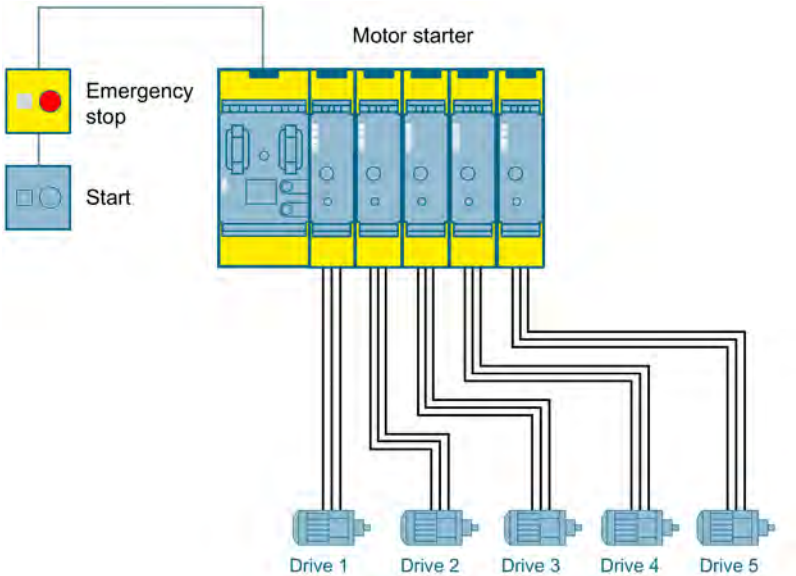 Motor starter
Emergency
stop
Start
Drive 1
Drive 2
Drive 3
Drive 4
Drive 5